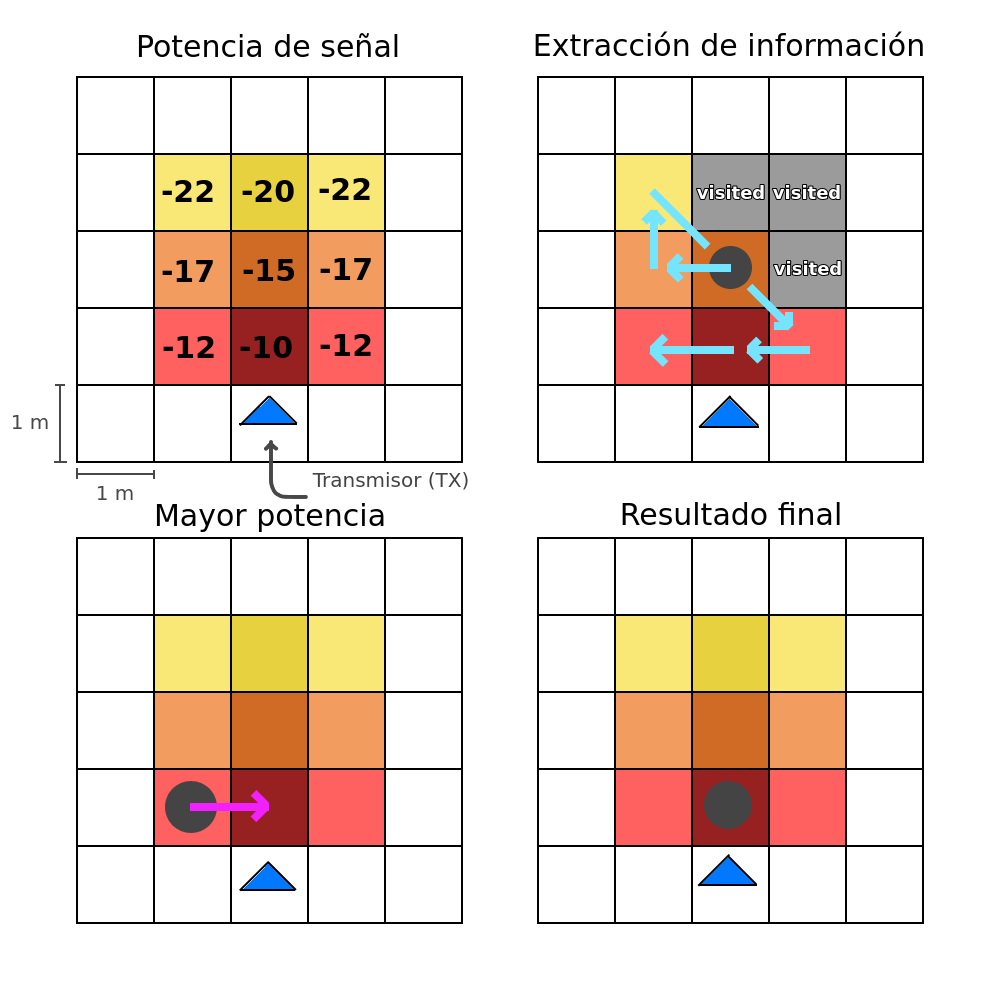 Potencia de señal
Extracción de información
-22 -20 -22
visited visited
-17 -15 -17
visited
-12 -10 -12
1 m
1 m
Transmisor (TX)
Mayor potencia
Resultado final